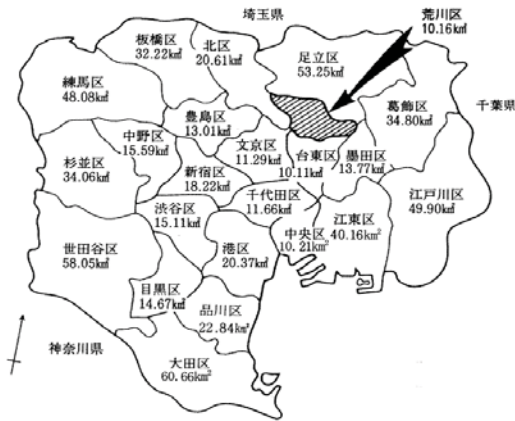 埼玉県
荒川区
10.16k㎡
板橋区
32.22k㎡
北区
20.61k㎡
足立区
53.25k㎡
練馬区
48.08k㎡
葛飾区
34.80k㎡
千葉県
豊島区
13.01k㎡
中野区
15.59k㎡
文京区
11.29k㎡
台東区
10.11k㎡
墨田区
13.77k㎡
杉並区
34.06k㎡
新宿区
18.22k㎡
千代田区
11.66k㎡
江戸川区
49.90k㎡
渋谷区
15.11k㎡
中央区
10.21k㎡
江東区
40.16km²
世田谷区
58.05k㎡
港区
20.37k㎡
目黒区
14.67k㎡
品川区
22.84k㎡
神奈川県
大田区
60.66km²